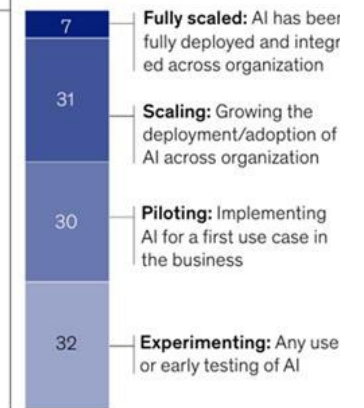 7
Fully scaled: AI has been
fully deployed and integr
ed across organization
31
Scaling: Growing the
deployment/adoption of
AI across organization
30
Piloting: Implementing
AI for a first use case in
the business
32
Experimenting: Any use
or early testing of AI